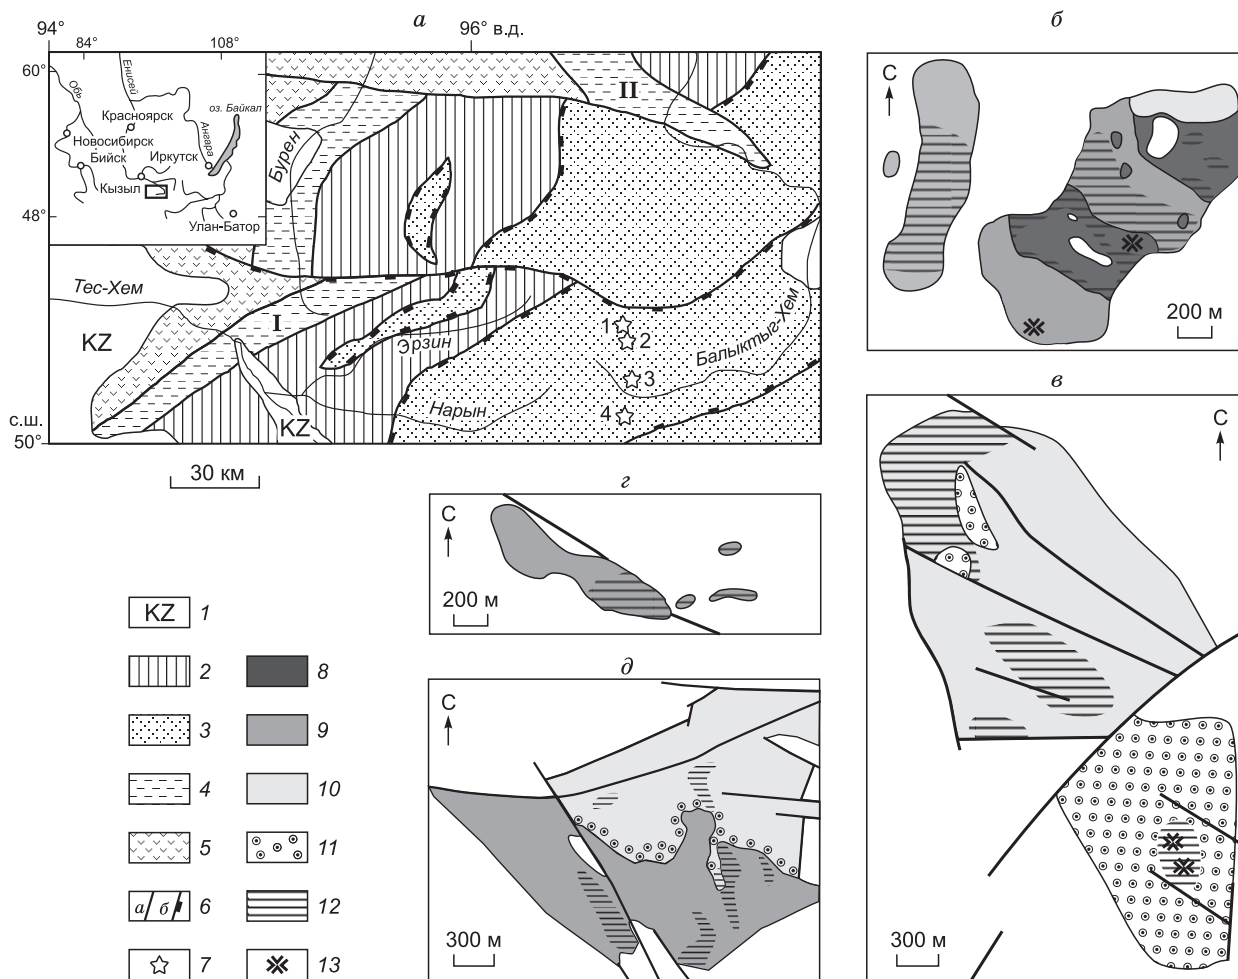 а
94°
96° в.д.
84°
108°
60°
Обь
Енисей
оз. Байкал
Красноярск
Ангара
Новосибирск
Бийск
Иркутск
Кызыл
48°
Улан-Батор
Бурен
II
Тес-Хем
I
KZ
Эрзин
1
2
Балыктыг-Хем
3
Нарын
4
KZ
с.ш.
50°
30 км
б
С
200 м
в
С
300 м
г
С
200 м
д
С
300 м
KZ 1
2 8
3 9
4 10
5 11
а б 6 12
7 13